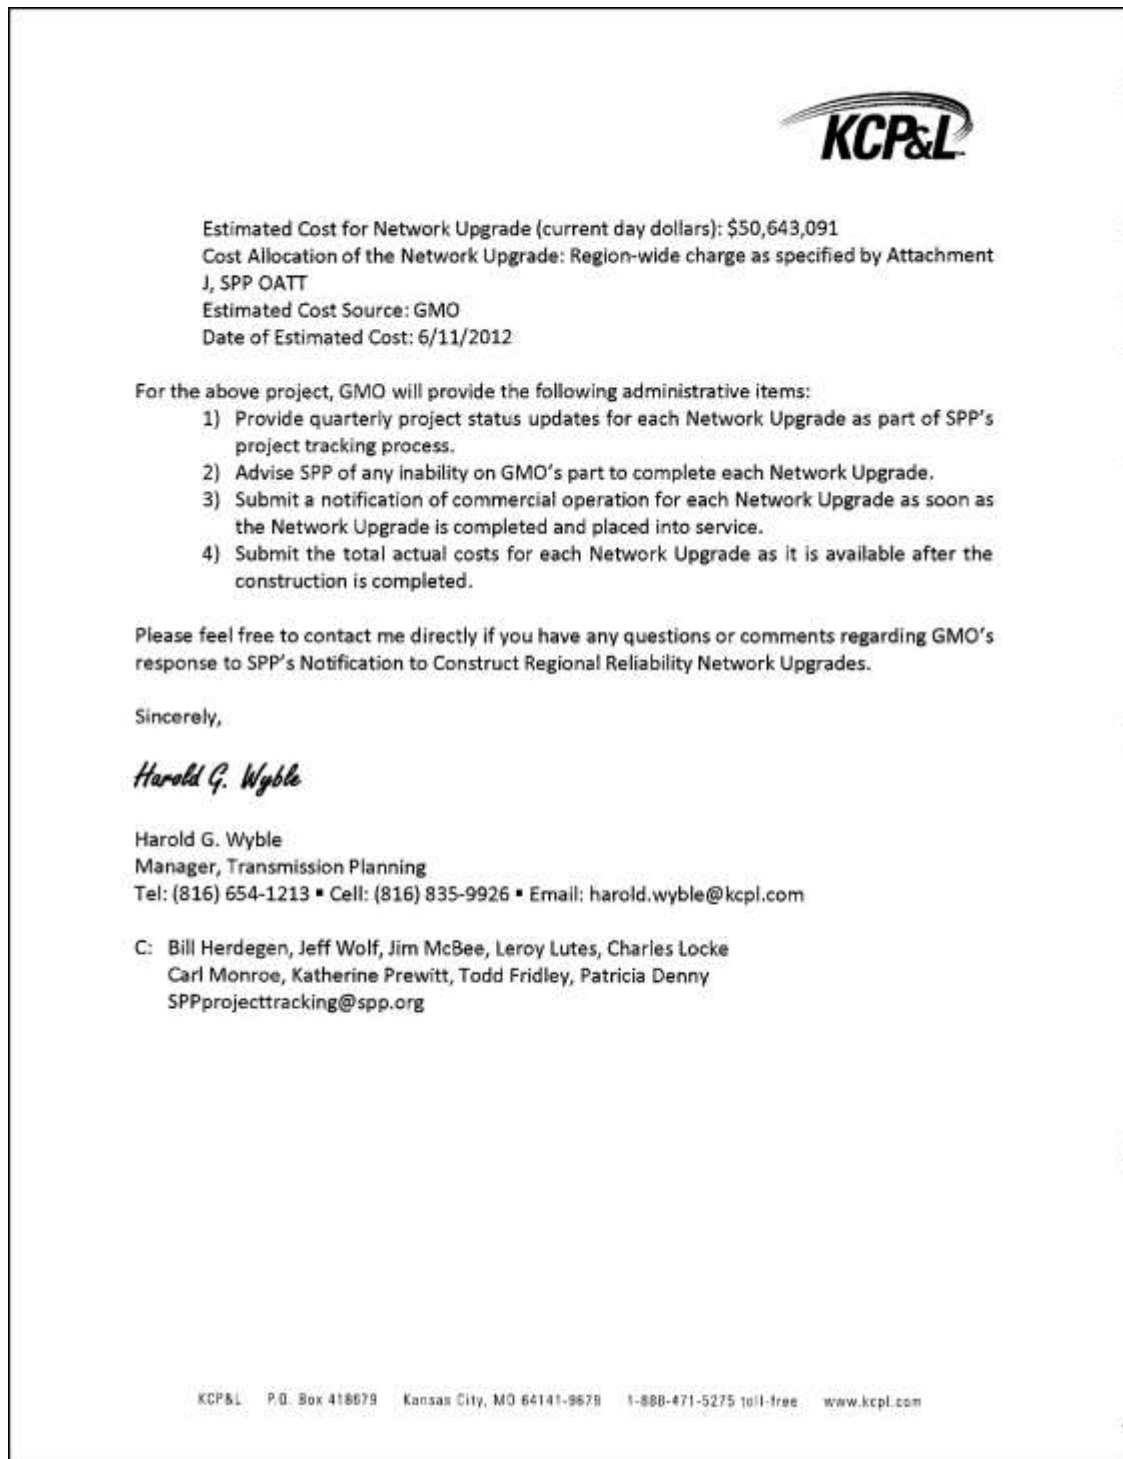 KCP&L
Estimated Cost for Network Upgrade (current day dollars): $50,643,091
Cost Allocation of the Network Upgrade: Region-wide charge as specified by Attachment
J, SPP OATT
Estimated Cost Source: GMO
Date of Estimated Cost: 6/11/2012
For the above project, GMO will provide the following administrative items:
1) Provide quarterly project status updates for each Network Upgrade as part of SPP's
project tracking process.
2) Advise SPP of any inability on GMO's part to complete each Network Upgrade.
3) Submit a notification of commercial operation for each Network Upgrade as soon as
the Network Upgrade is completed and placed into service.
4) Submit the total actual costs for each Network Upgrade as it is available after the
construction is completed.
Please feel free to contact me directly if you have any questions or comments regarding GMO's
response to SPP's Notification to Construct Regional Reliability Network Upgrades.
Sincerely,
Harold G. Wyble
Harold G. Wyble
Manager, Transmission Planning
Tel: (816) 654-1213 ▪ Cell: (816) 835-9926 ▪ Email: harold.wyble@kcpl.com
C: Bill Herdegen, Jeff Wolf, Jim McBee, Leroy Lutes, Charles Locke
Carl Monroe, Katherine Prewitt, Todd Fridley, Patricia Denny
SPPprojecttracking@spp.org
KCP&L P.O. Box 418679 Kansas City, MO 64141-9679 1-888-471-5275 toll-free www.kcpl.com